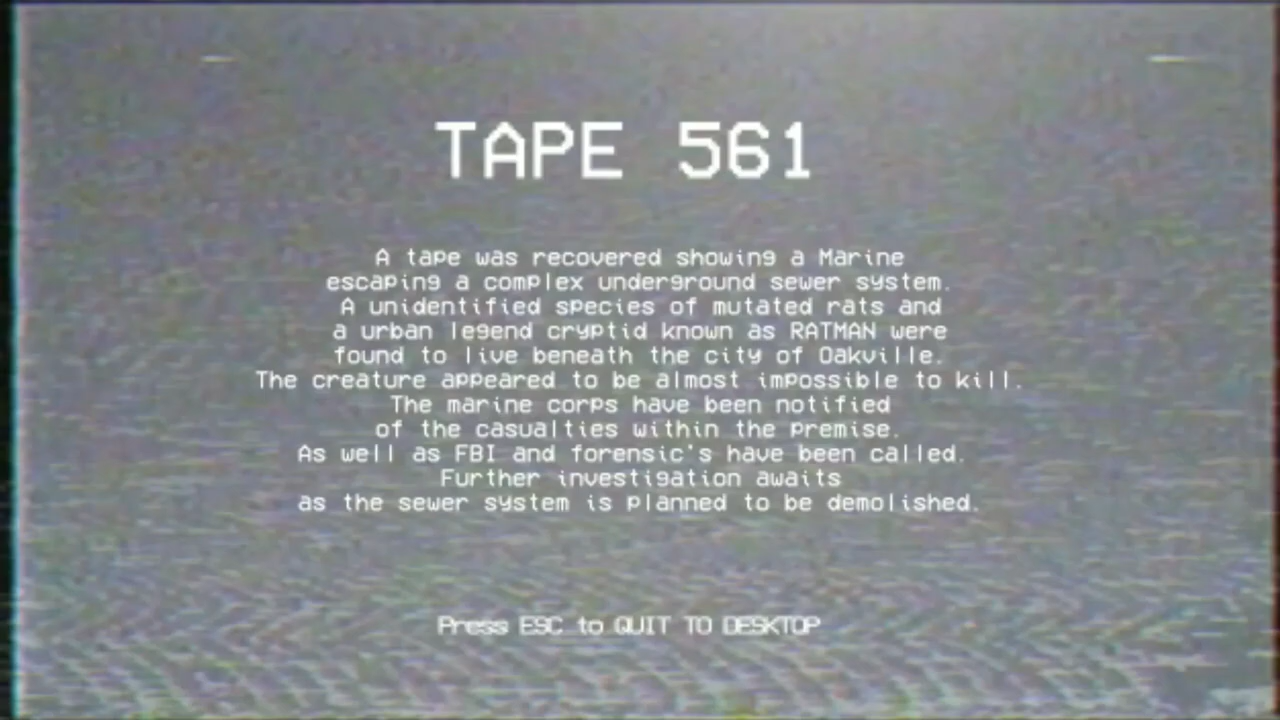 TAPE 561
A tape was recovered showing a Marine
escaping a complex underground sewer system.
A unidentified species of mutated rats and
a urban legend cryptid known as RATMAN were
found to live beneath the city of Oakville.
The creature appeared to be almost impossible to kill.
The marine corps have been notified
of the casualties within the premise.
As well as FBI and forensic's have been called.
Further investigation awaits
as the sewer system is planned to be demolished.
Press ESC to QUIT TO DESKTOP